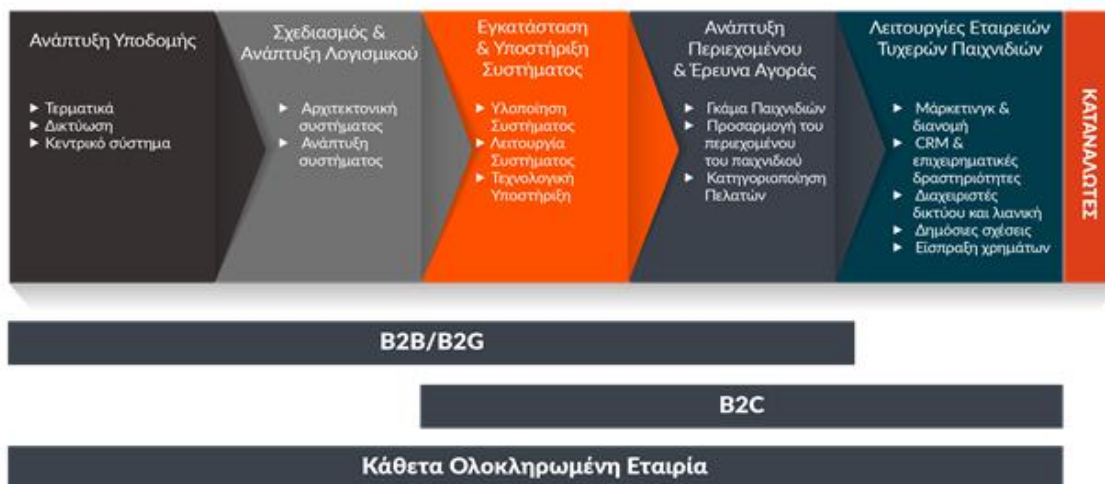 Ανάπτυξη Υποδομής
► Τερματικά
► Δικτύωση
► Κεντρικό σύστημα
Σχεδιασμός &
Ανάπτυξη Λογισμικού
► Αρχιτεκτονική
συστήματος
► Ανάπτυξη
συστήματος
Εγκατάσταση
& Υποστήριξη
Συστήματος
► Υλοποίηση
Συστήματος
► Λειτουργία
Συστήματος
► Τεχνολογική
Υποστήριξη
Ανάπτυξη
Περιεχομένου
& Έρευνα Αγοράς
► Γκάμα Παιχνιδιών
► Προσαρμογή του
περιεχομένου
του παιχνιδιού
► Κατηγοριοποίηση
Πελατών
Λειτουργίες Εταιρειών
Τυχερών Παιχνιδιών
► Μάρκετινγκ &
διανομή
► CRM &
επιχειρηματικές
δραστηριότητες
► Διαχειριστές
δικτύου και λιανική
► Δημόσιες σχέσεις
► Είσπραξη χρημάτων
ΚΑΤΑΝΑΛΩΤΕΣ
B2B/B2G
B2C
Κάθετα Ολοκληρωμένη Εταιρία